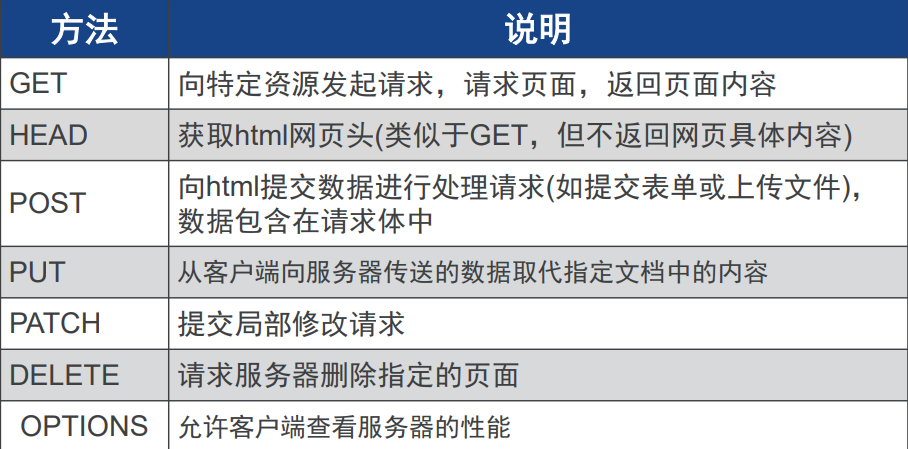 方法 说明
GET 向特定资源发起请求，请求页面，返回页面内容
HEAD 获取html网页头(类似于GET，但不返回网页具体内容)
POST 向html提交数据进行处理请求(如提交表单或上传文件)，
数据包含在请求体中
PUT 从客户端向服务器传送的数据取代指定文档中的内容
PATCH 提交局部修改请求
DELETE 请求服务器删除指定的页面
OPTIONS 允许客户端查看服务器的性能